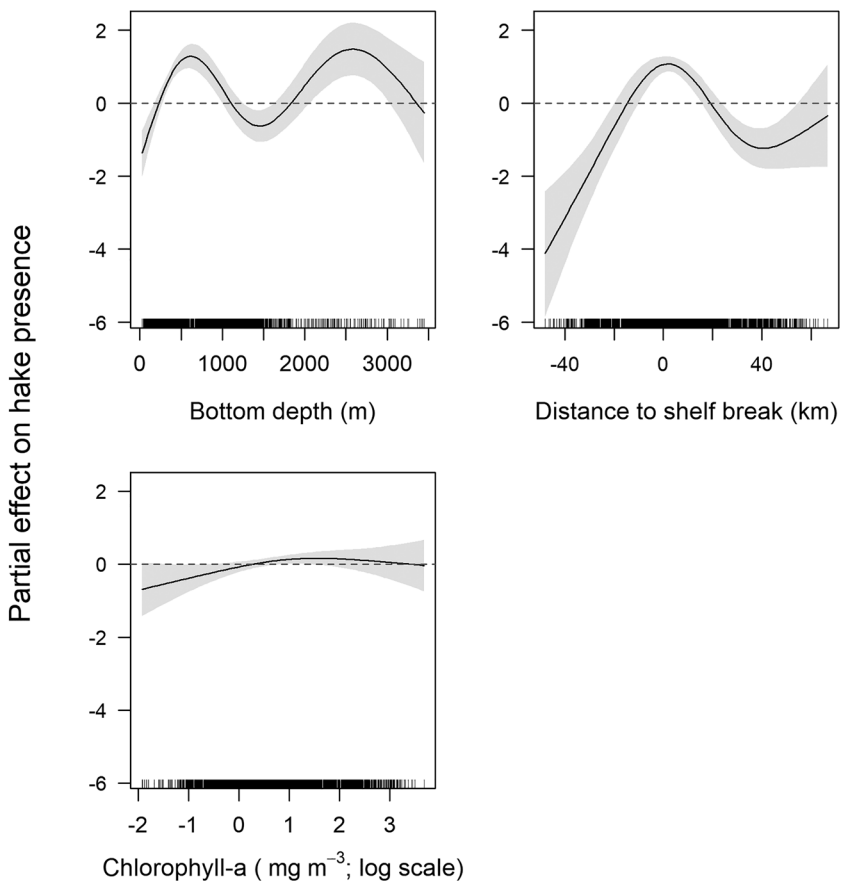 Partial effect on hake presence
2
0
-2
-4
-6
0 1000 2000 3000
Bottom depth (m)
2
0
-2
-4
-6
-40 0 40
Distance to shelf break (km)
2
0
-2
-4
-6
-2 -1 0 1 2 3
Chlorophyll-a ( mg m⁻³; log scale)